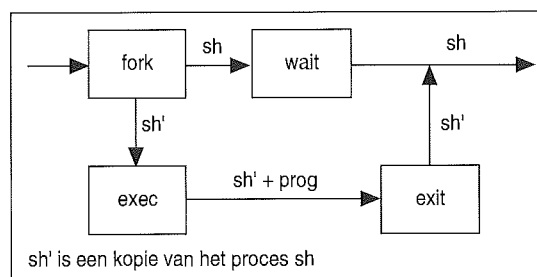 sh
sh
fork
wait
sh'
sh'
sh' + prog
exec
exit
sh' is een kopie van het proces sh